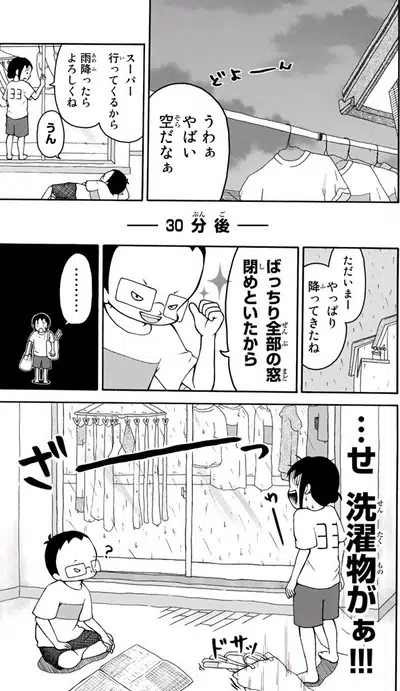 どよーん
うわぁ
やばい
空だなぁ
スーパー
行ってくるから
雨降ったら
よろしくね
33
うん
30分後
ただいまー
やっぱり
降ってきたね
ばっちり全部の窓
閉めといたから
………
…せ 洗濯物がぁ!!!
ざーーっ
33
?
ドサッ